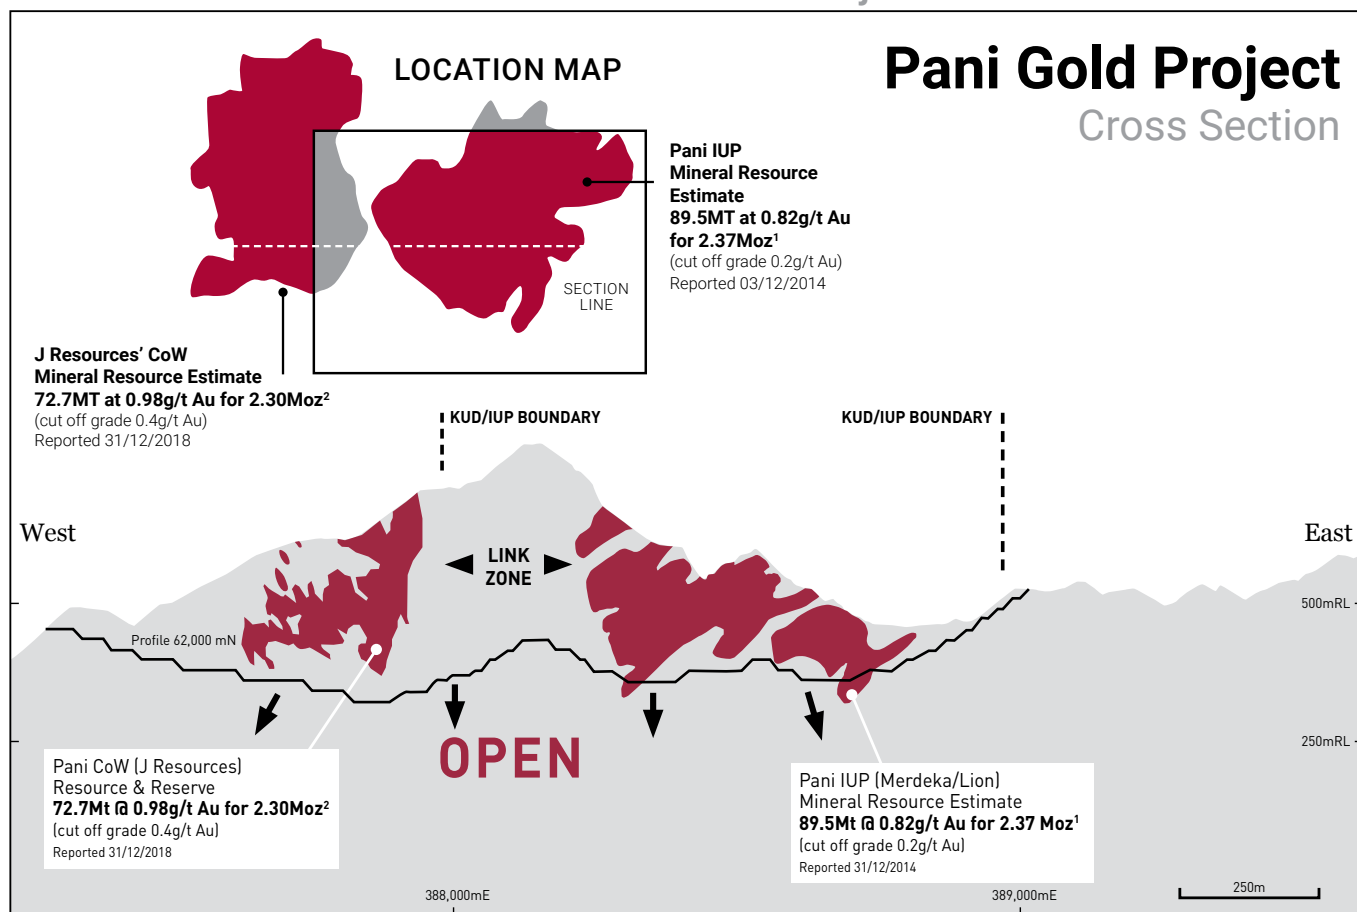 Pani Gold Project
Cross Section
LOCATION MAP
Pani IUP
Mineral Resource
Estimate
89.5MT at 0.82g/t Au
for 2.37Moz¹
(cut off grade 0.2g/t Au)
Reported 03/12/2014
SECTION
LINE
J Resources’ CoW
Mineral Resource Estimate
72.7MT at 0.98g/t Au for 2.30Moz²
(cut off grade 0.4g/t Au)
Reported 31/12/2018
KUD/IUP BOUNDARY
KUD/IUP BOUNDARY
West
East
LINK
ZONE
500mRL
Profile 62,000 mN
250mRL
OPEN
Pani CoW (J Resources)
Resource & Reserve
72.7Mt @ 0.98g/t Au for 2.30Moz²
(cut off grade 0.4g/t Au)
Reported 31/12/2018
Pani IUP (Merdeka/Lion)
Mineral Resource Estimate
89.5Mt @ 0.82g/t Au for 2.37 Moz¹
(cut off grade 0.2g/t Au)
Reported 31/12/2014
388,000mE
389,000mE
250m